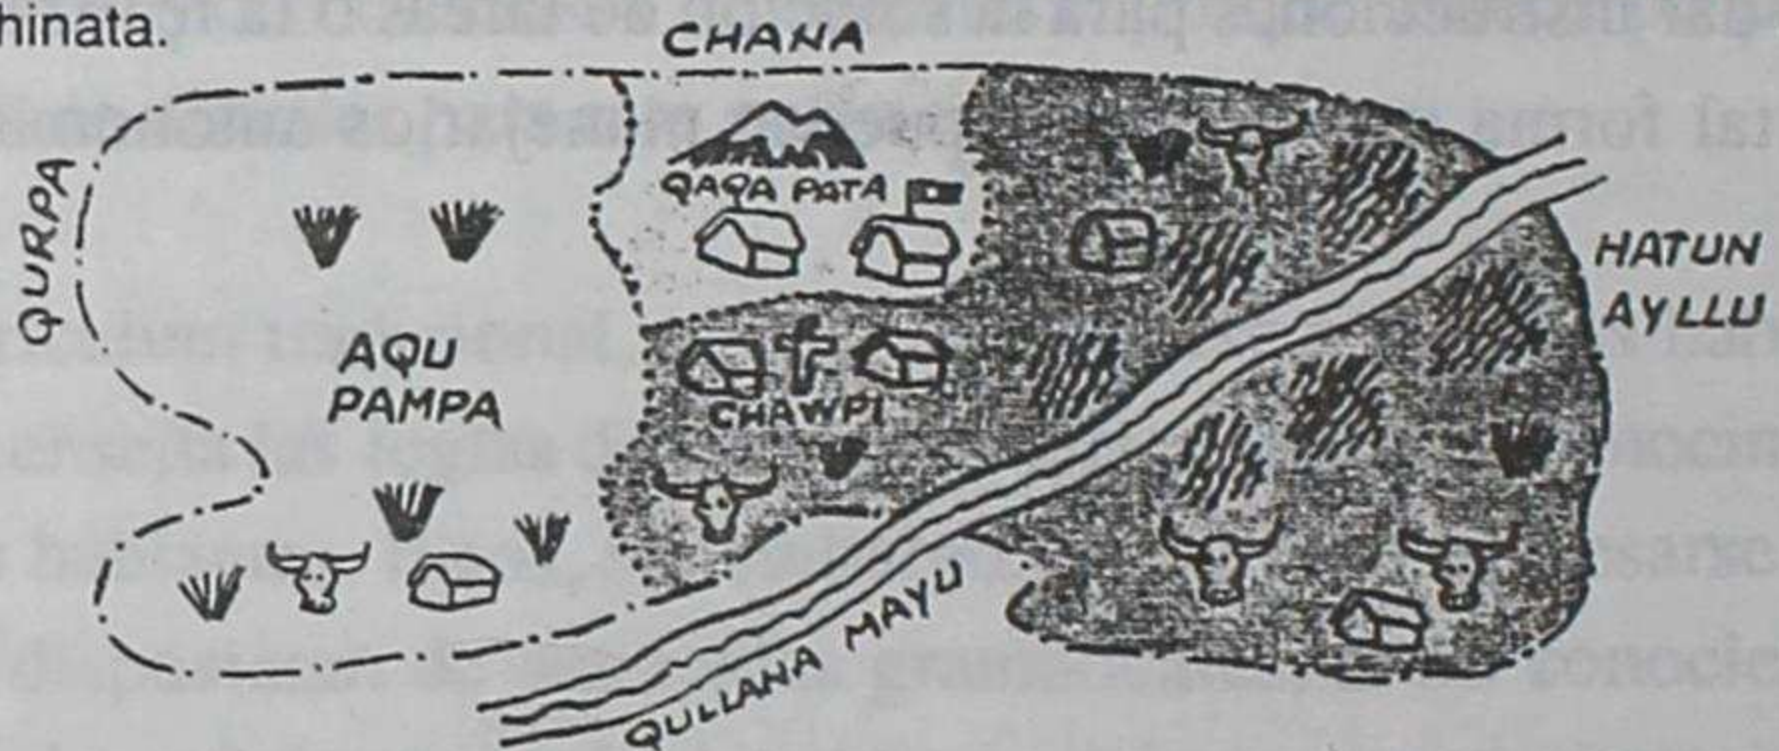 hinata.
CHANA
QURPA
QAQA PATA
HATUN
AYLLU
AQU
PAMPA
CHAWPI
QULLANA MAYU